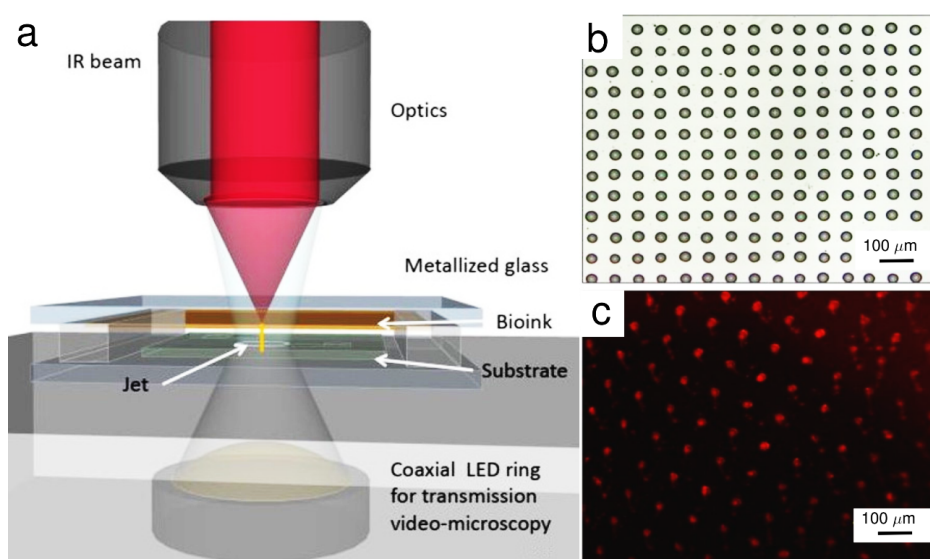 a
IR beam
Optics
Metallized glass
Bioink
Jet
Substrate
Coaxial LED ring
for transmission
video-microscopy
b
100 μm
c
100 μm